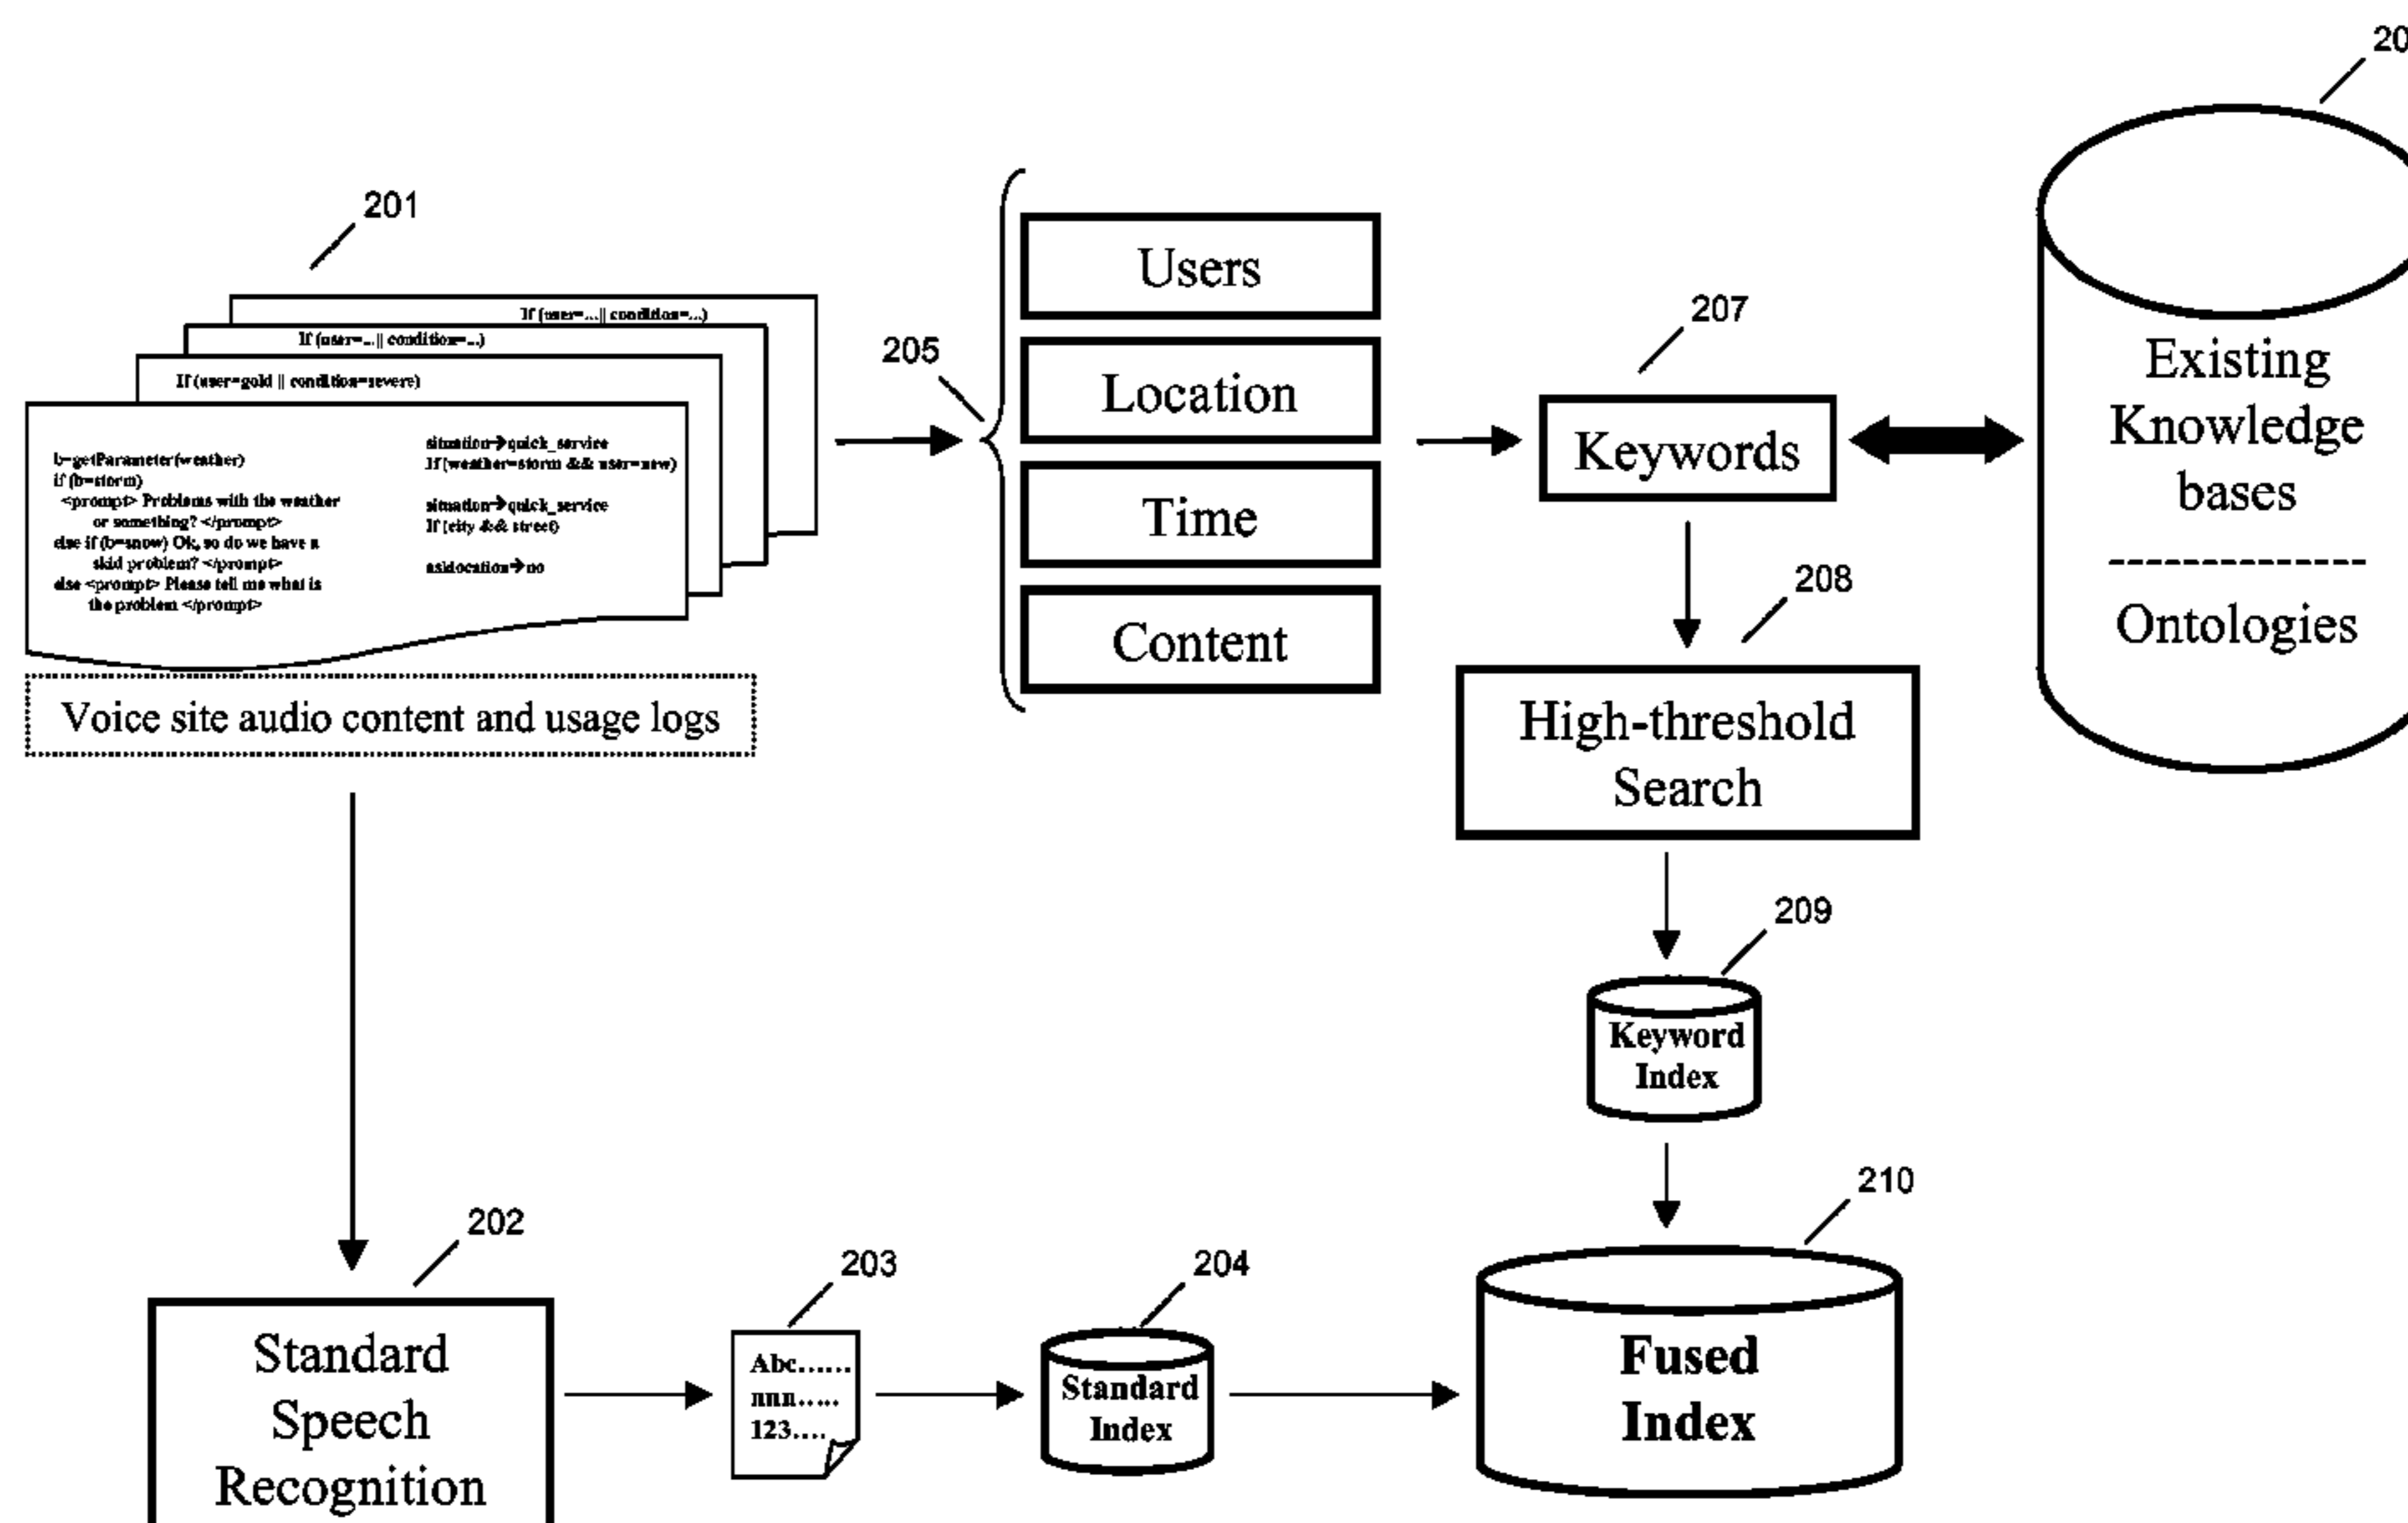 20
201
If (user=...|| condition=...)
If (user=...|| condition=...)
If (user=gold || condition=severe)
b=getParameter(weather)
if (b=storm)
<prompt> Problems with the weather
or something? </prompt>
else if (b=snow) Ok, so do we have a
skid problem? </prompt>
else <prompt> Please tell me what is
the problem </prompt>
situation→quick_service
If (weather=storm && user=new)
situation→quick_service
If (city && street)
asklocation→no
Voice site audio content and usage logs
205
Users
Location
Time
Content
207
Keywords
Existing
Knowledge
bases
Ontologies
208
High-threshold
Search
209
Keyword
Index
202
Standard
Speech
Recognition
203
Abc......
nnn.....
123....
204
Standard
Index
210
Fused
Index